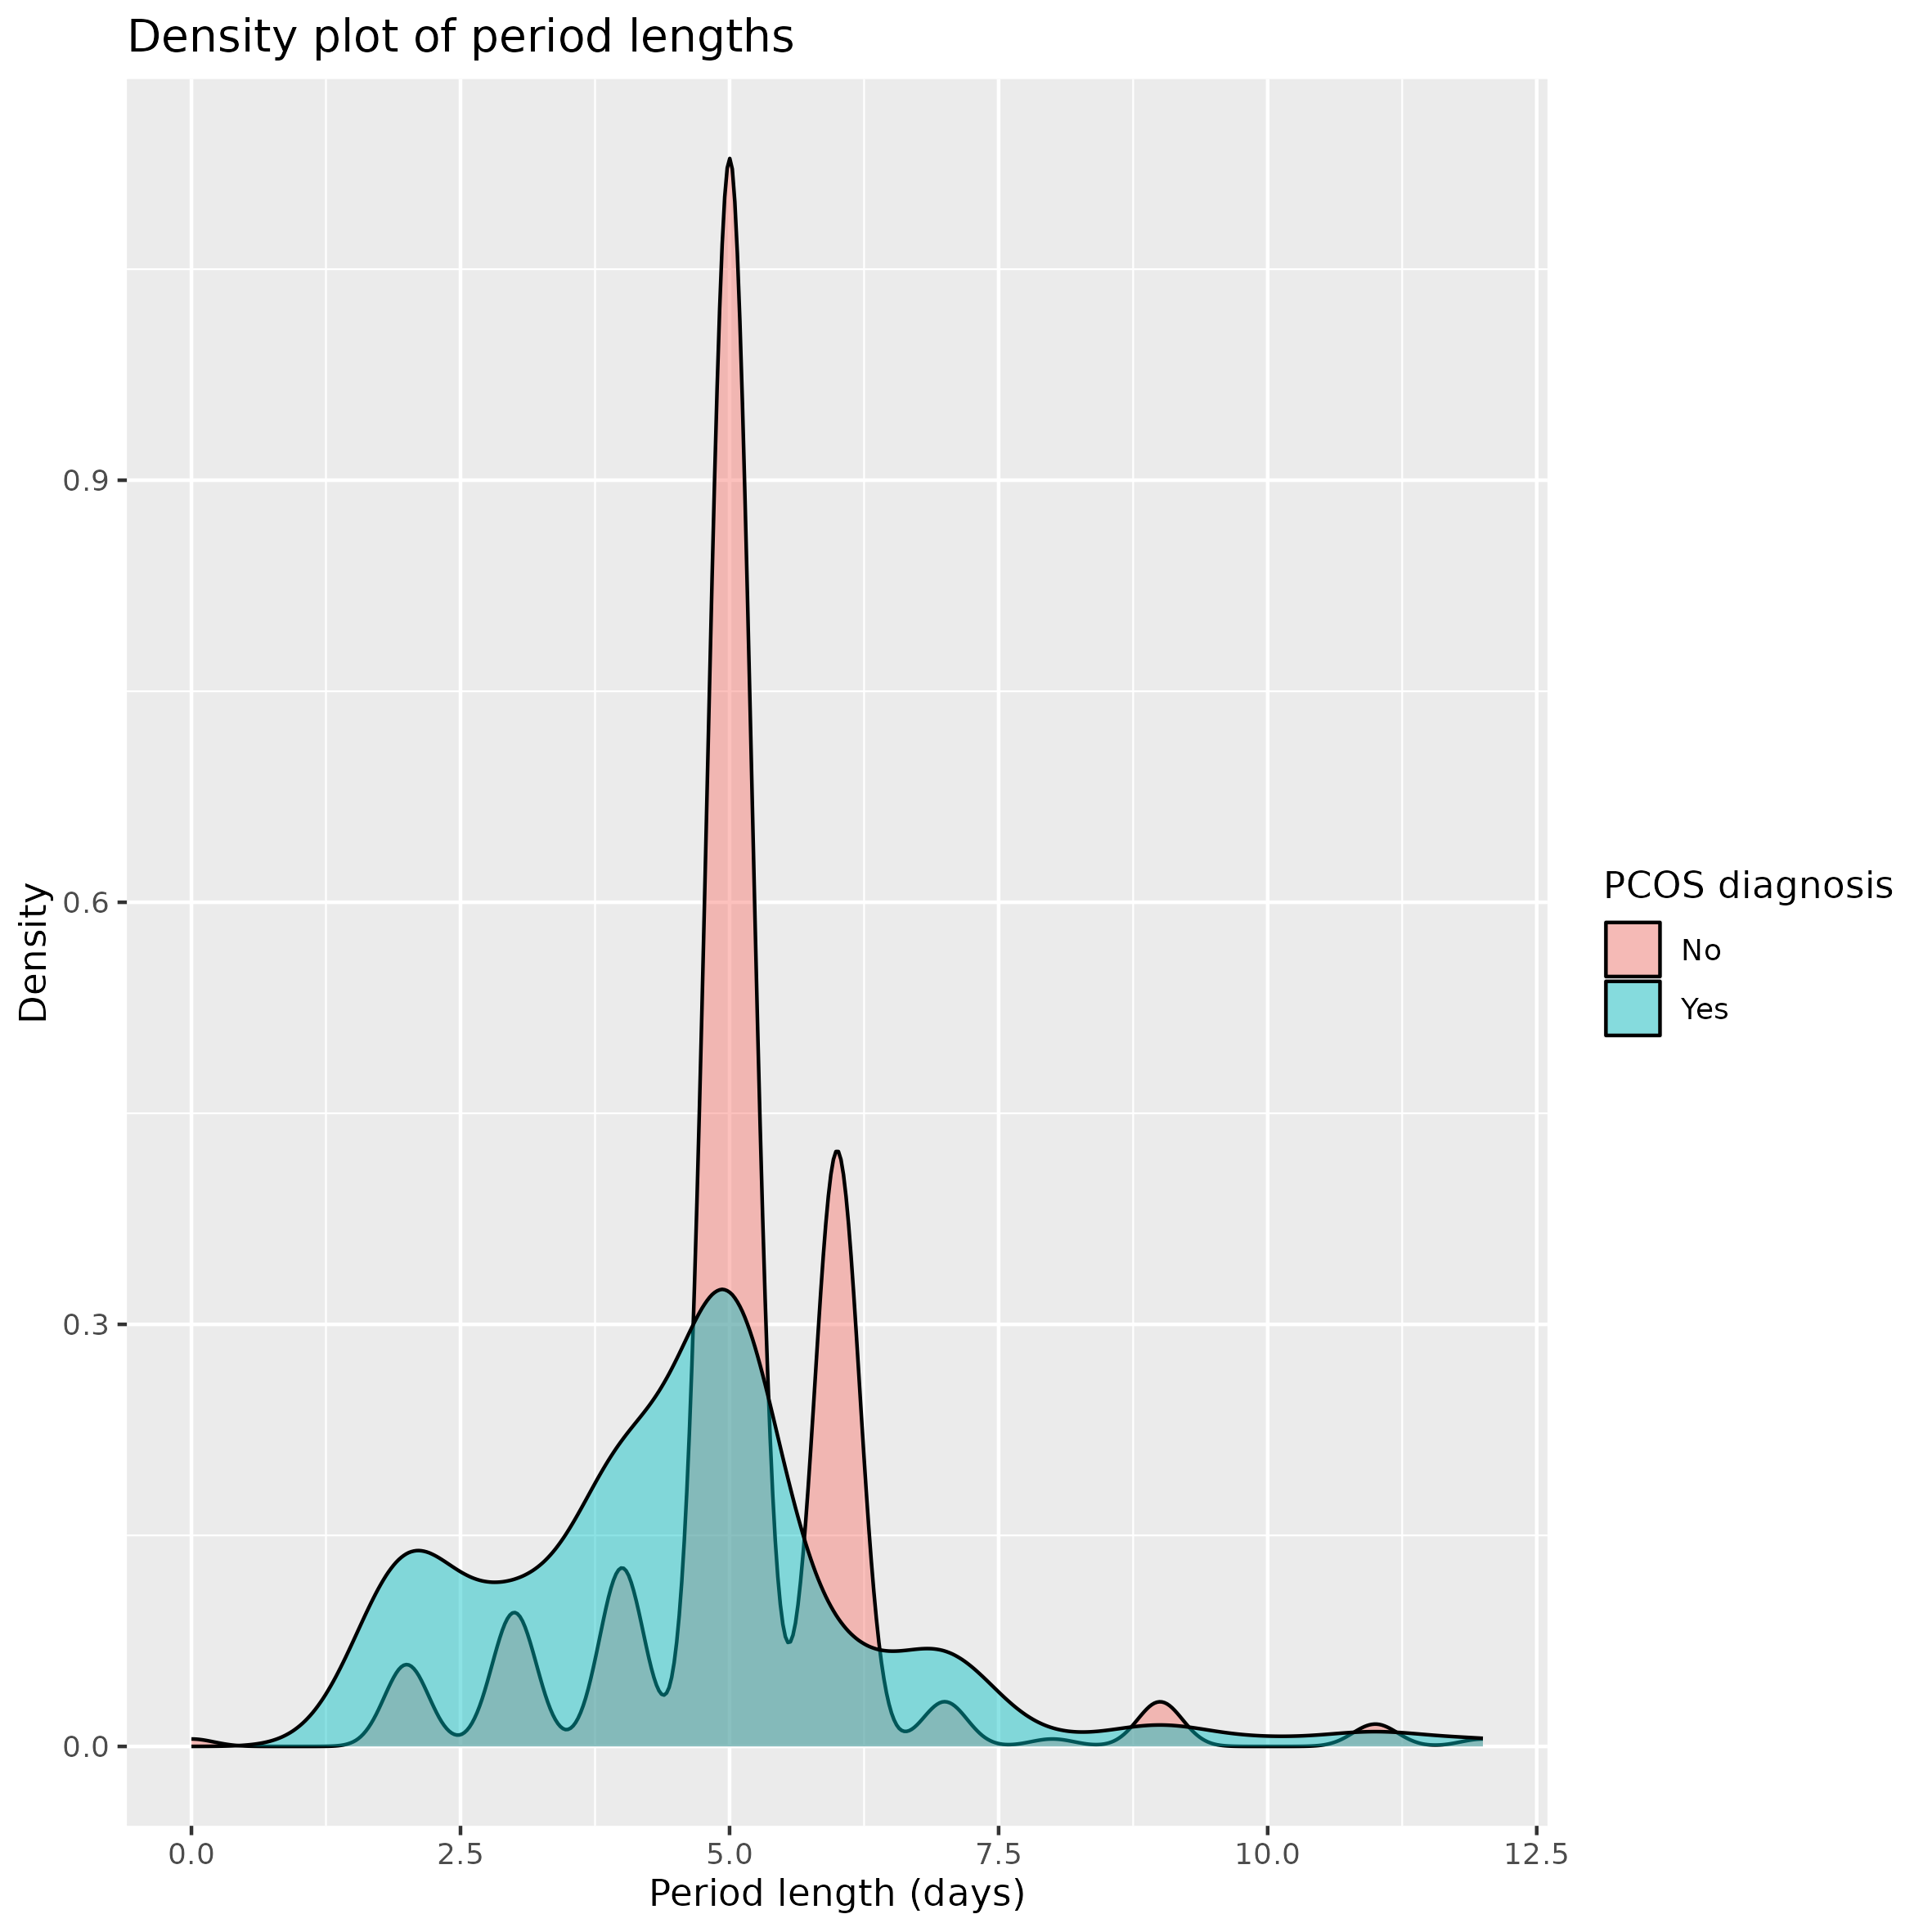 Density plot of period lengths
0.9
0.6
0.3
0.0
Density
0.0 2.5 5.0 7.5 10.0 12.5
Period length (days)
PCOS diagnosis
No
Yes